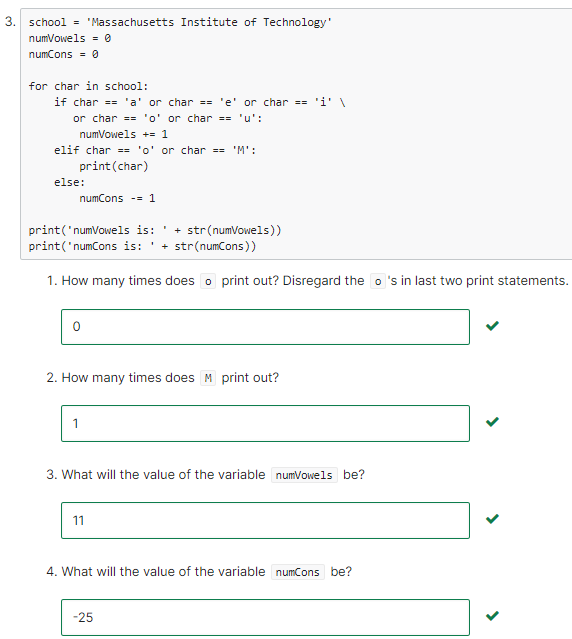 3. school = 'Massachusetts Institute of Technology'
numVowels = 0
numCons = 0
for char in school:
    if char == 'a' or char == 'e' or char == 'i' \
       or char == 'o' or char == 'u':
        numVowels += 1
    elif char == 'o' or char == 'M':
        print(char)
    else:
        numCons -= 1
print('numVowels is: ' + str(numVowels))
print('numCons is: ' + str(numCons))
1. How many times does o print out? Disregard the o 's in last two print statements.
0
2. How many times does M print out?
1
3. What will the value of the variable numVowels be?
11
4. What will the value of the variable numCons be?
-25